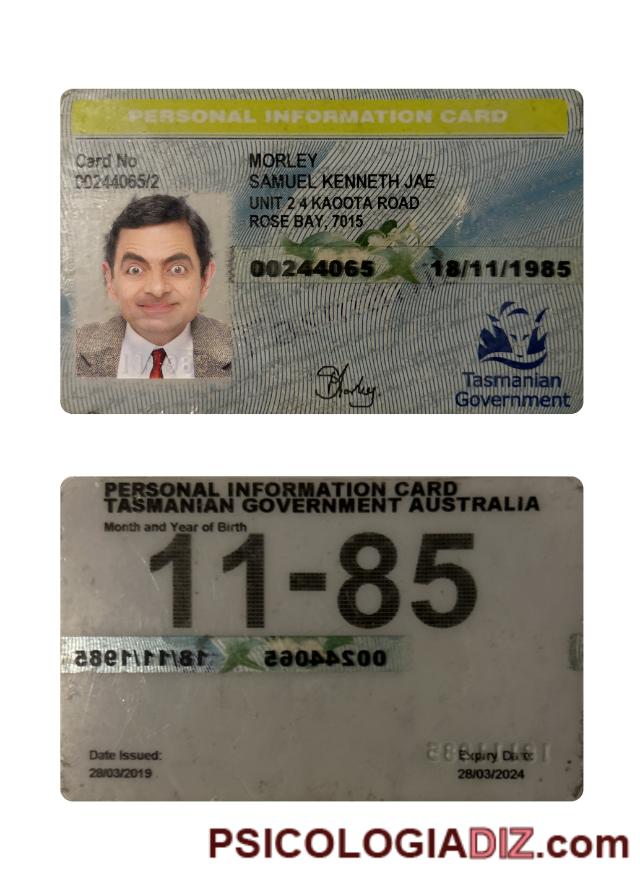 PERSONAL INFORMATION CARD
Card No
00244065/2
MORLEY
SAMUEL KENNETH JAE
UNIT 2 4 KAOOTA ROAD
ROSE BAY, 7015
00244065 18/11/1985
Tasmanian
Government
PERSONAL INFORMATION CARD
TASMANIAN GOVERNMENT AUSTRALIA
Month and Year of Birth
11-85
18/11/1985 00244065
Date Issued:
28/03/2019
Expiry Date:
28/03/2024
PSICOLOGIADIZ.com